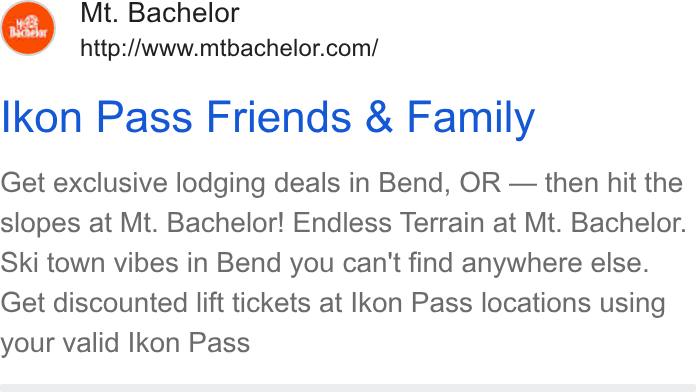 Mt. Bachelor
Mt. Bachelor
http://www.mtbachelor.com/
Ikon Pass Friends & Family
Get exclusive lodging deals in Bend, OR — then hit the
slopes at Mt. Bachelor! Endless Terrain at Mt. Bachelor.
Ski town vibes in Bend you can't find anywhere else.
Get discounted lift tickets at Ikon Pass locations using
your valid Ikon Pass